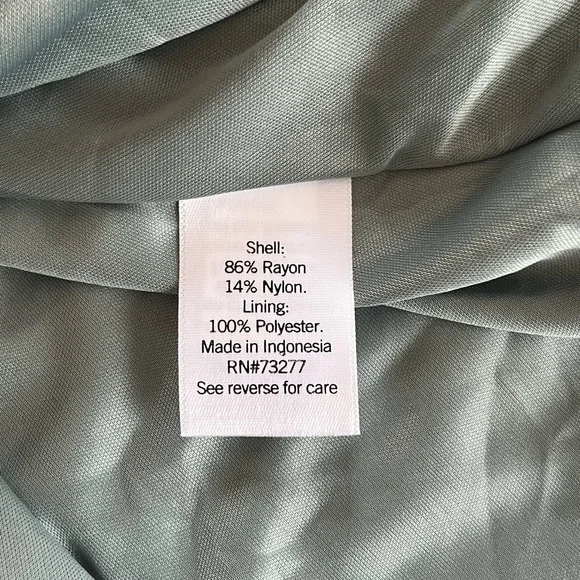 Shell:
86% Rayon
14% Nylon.
Lining:
100% Polyester.
Made in Indonesia
RN#73277
See reverse for care